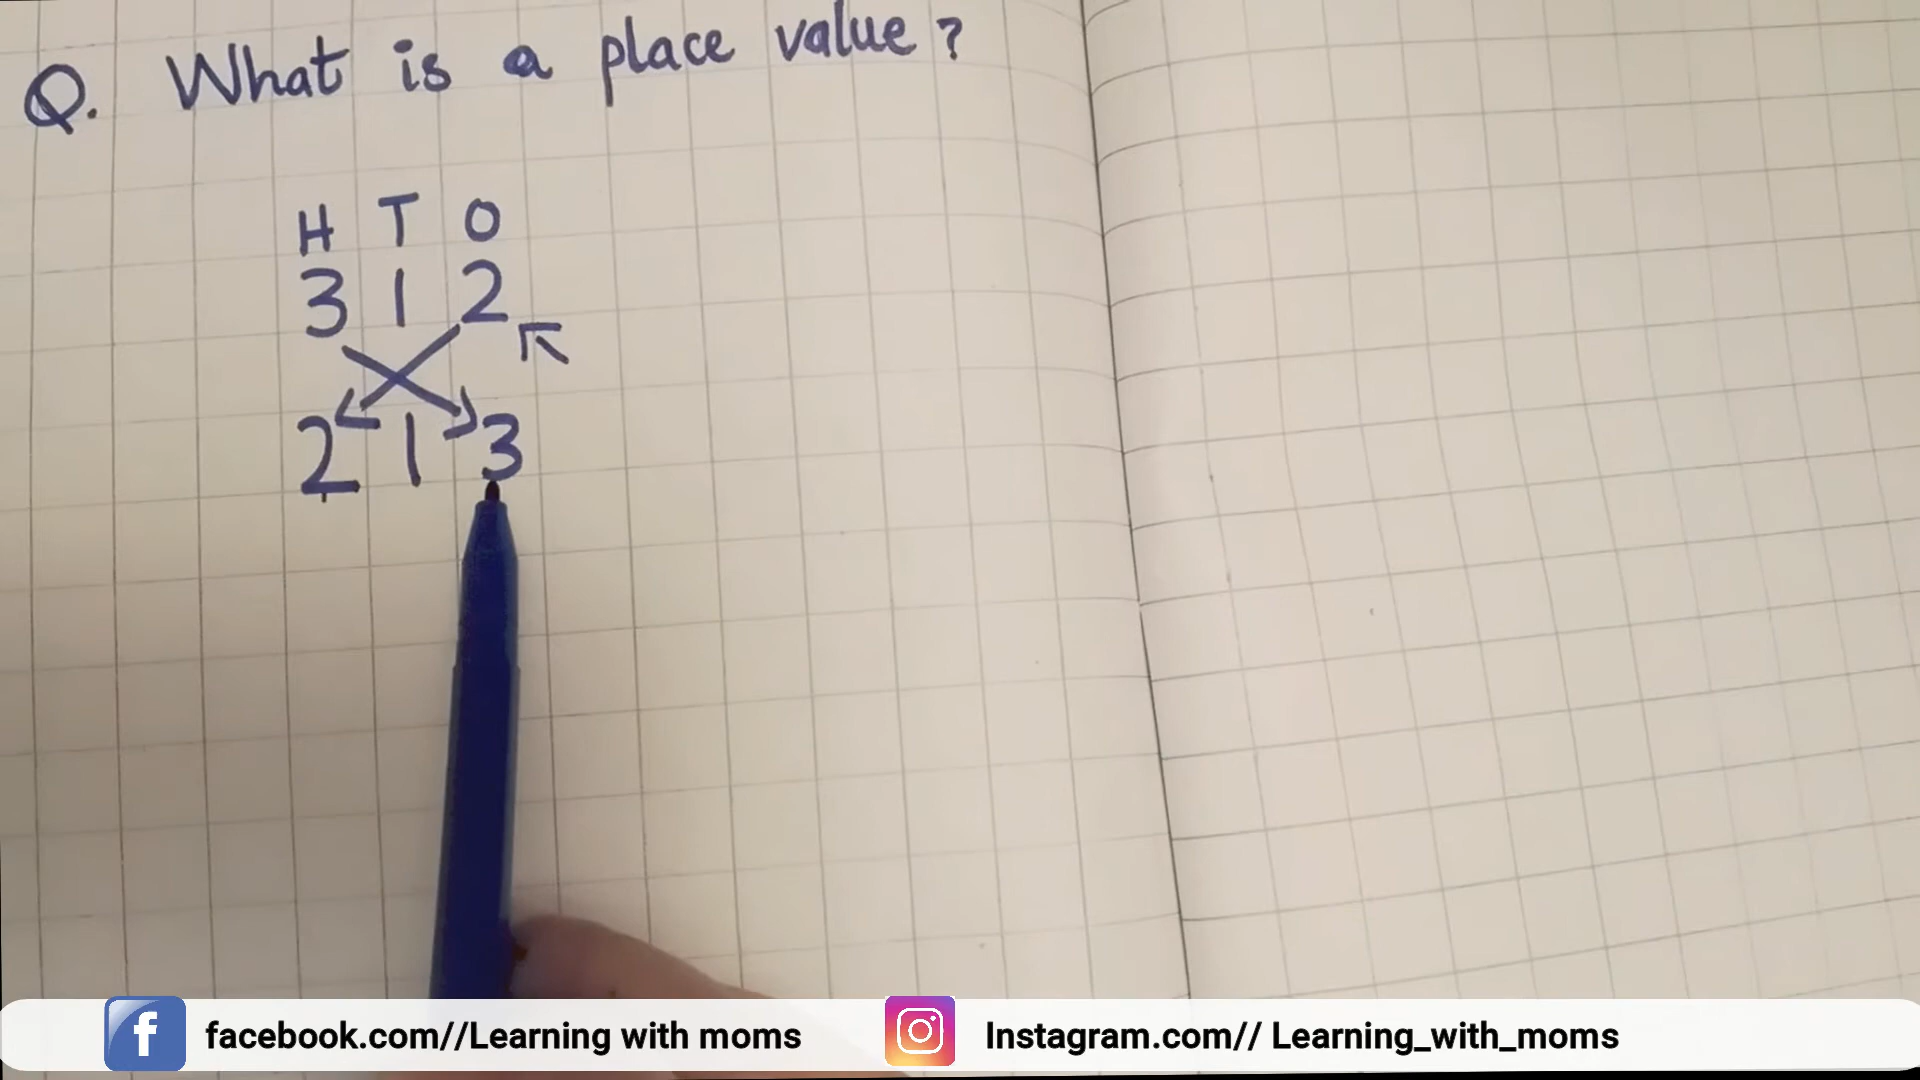 Q. What is a place value?
H T O
3 1 2
2 1 3
facebook.com//Learning with moms
Instagram.com// Learning_with_moms